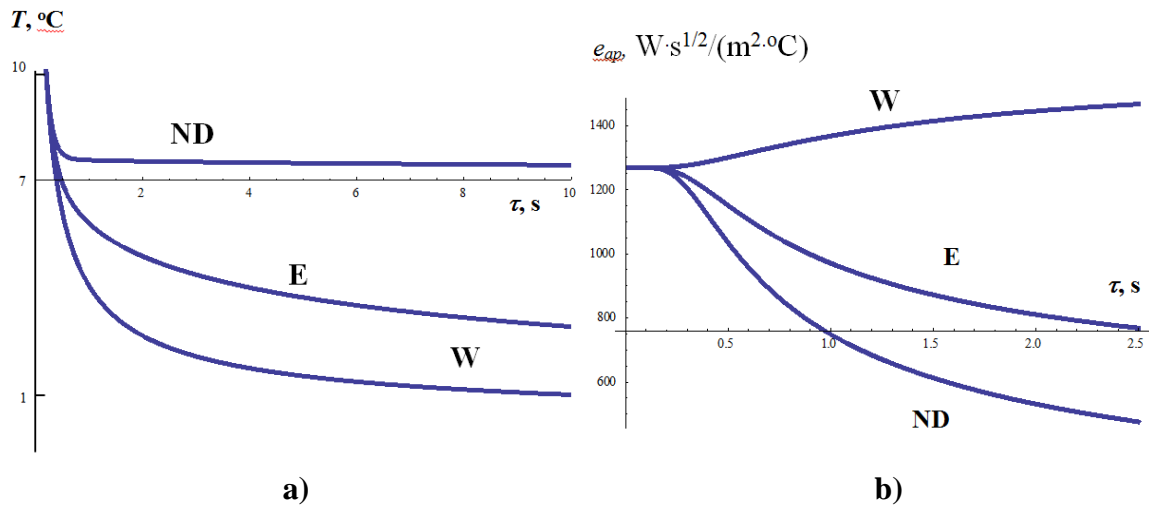 T, °C
10
ND
7
2
4
6
8
10
τ, s
E
W
1
a)
e_ap, W·s^1/2/(m^2.°C)
W
1400
1200
1000
E
τ, s
800
0.5
1.0
1.5
2.0
2.5
600
ND
b)